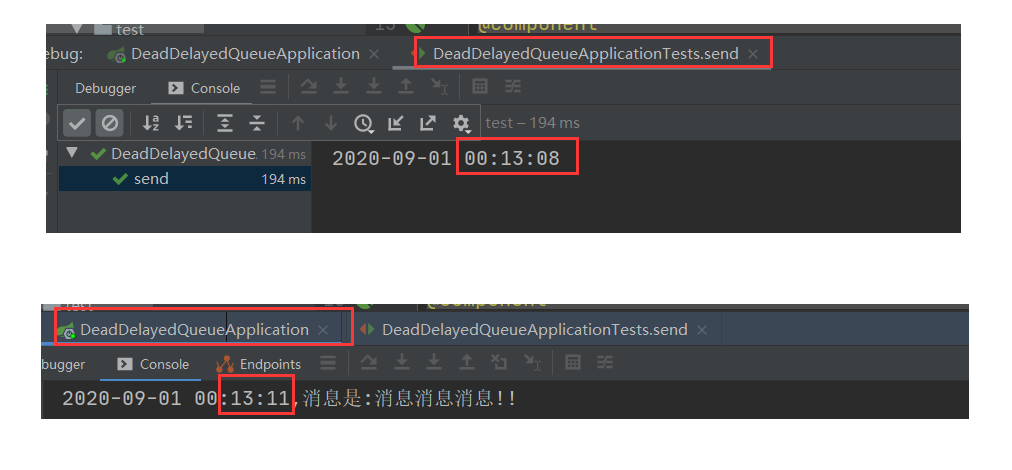 test
@Component
ebug: DeadDelayedQueueApplication × DeadDelayedQueueApplicationTests.send ×
Debugger Console
test – 194 ms
DeadDelayedQueue. 194 ms 2020-09-01 00:13:08
send 194 ms
DeadDelayedQueueApplication × DeadDelayedQueueApplicationTests.send ×
bugger Console Endpoints
2020-09-01 00:13:11,消息是:消息消息消息!!